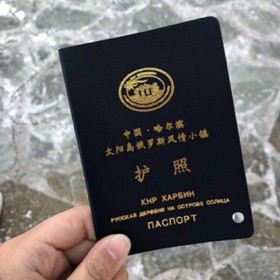 中国·哈尔滨
太阳岛俄罗斯风情小镇
护照
КНР ХАРБИН
РУССКАЯ ДЕРЕВНЯ НА ОСТРОВЕ СОЛНЦА
ПАСПОРТ